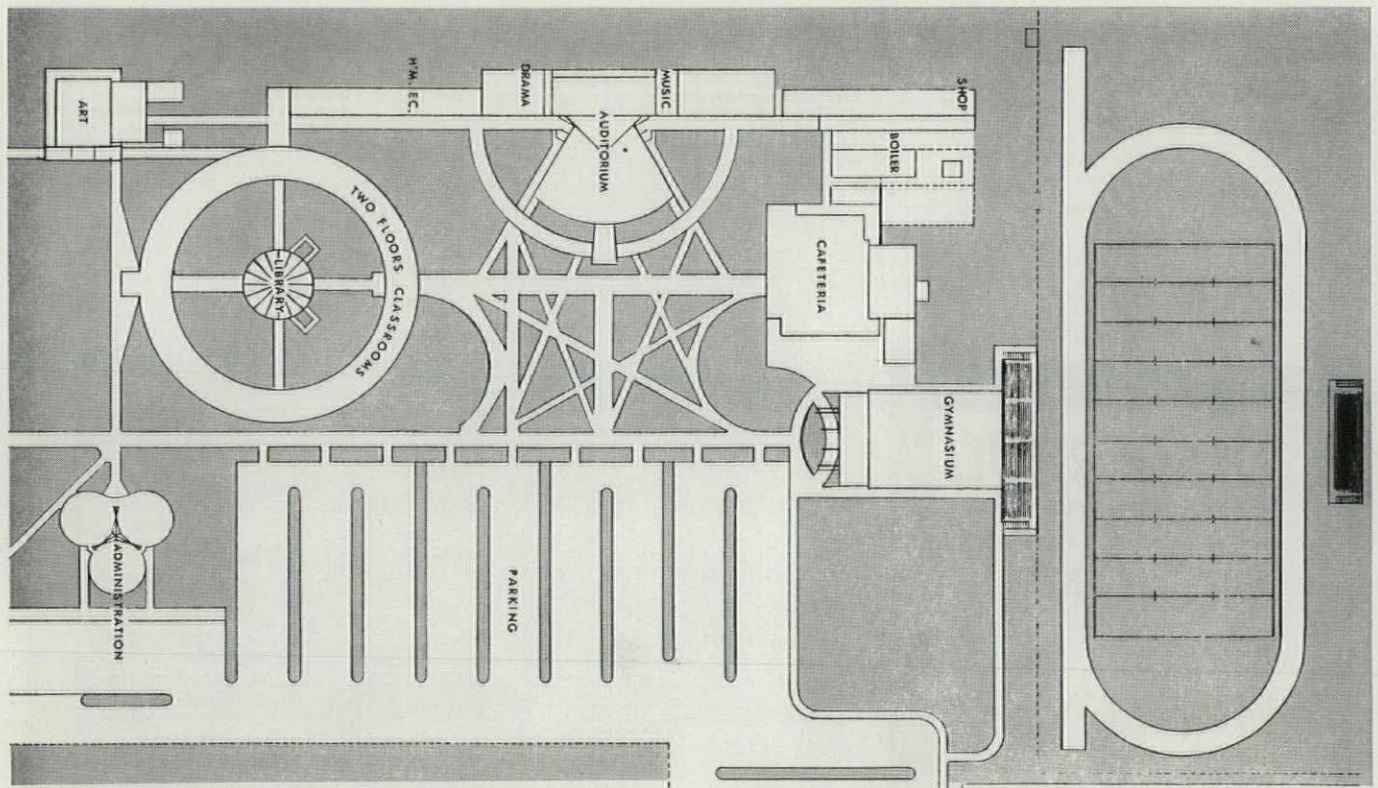 ART
H'M. EC.
DRAMA
MUSIC
SHOP
AUDITORIUM
BOILER
TWO FLOORS CLASSROOMS
LIBRARY
CAFETERIA
GYMNASIUM
ADMINISTRATION
PARKING